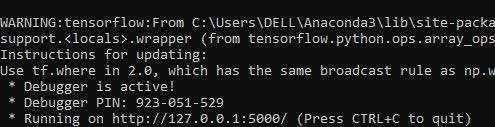 WARNING:tensorflow:From C:\Users\DELL\Anaconda3\lib\site-packa
support.<locals>.wrapper (from tensorflow.python.ops.array_ops
Instructions for updating:
Use tf.where in 2.0, which has the same broadcast rule as np.w
* Debugger is active!
* Debugger PIN: 923-051-529
* Running on http://127.0.0.1:5000/ (Press CTRL+C to quit)